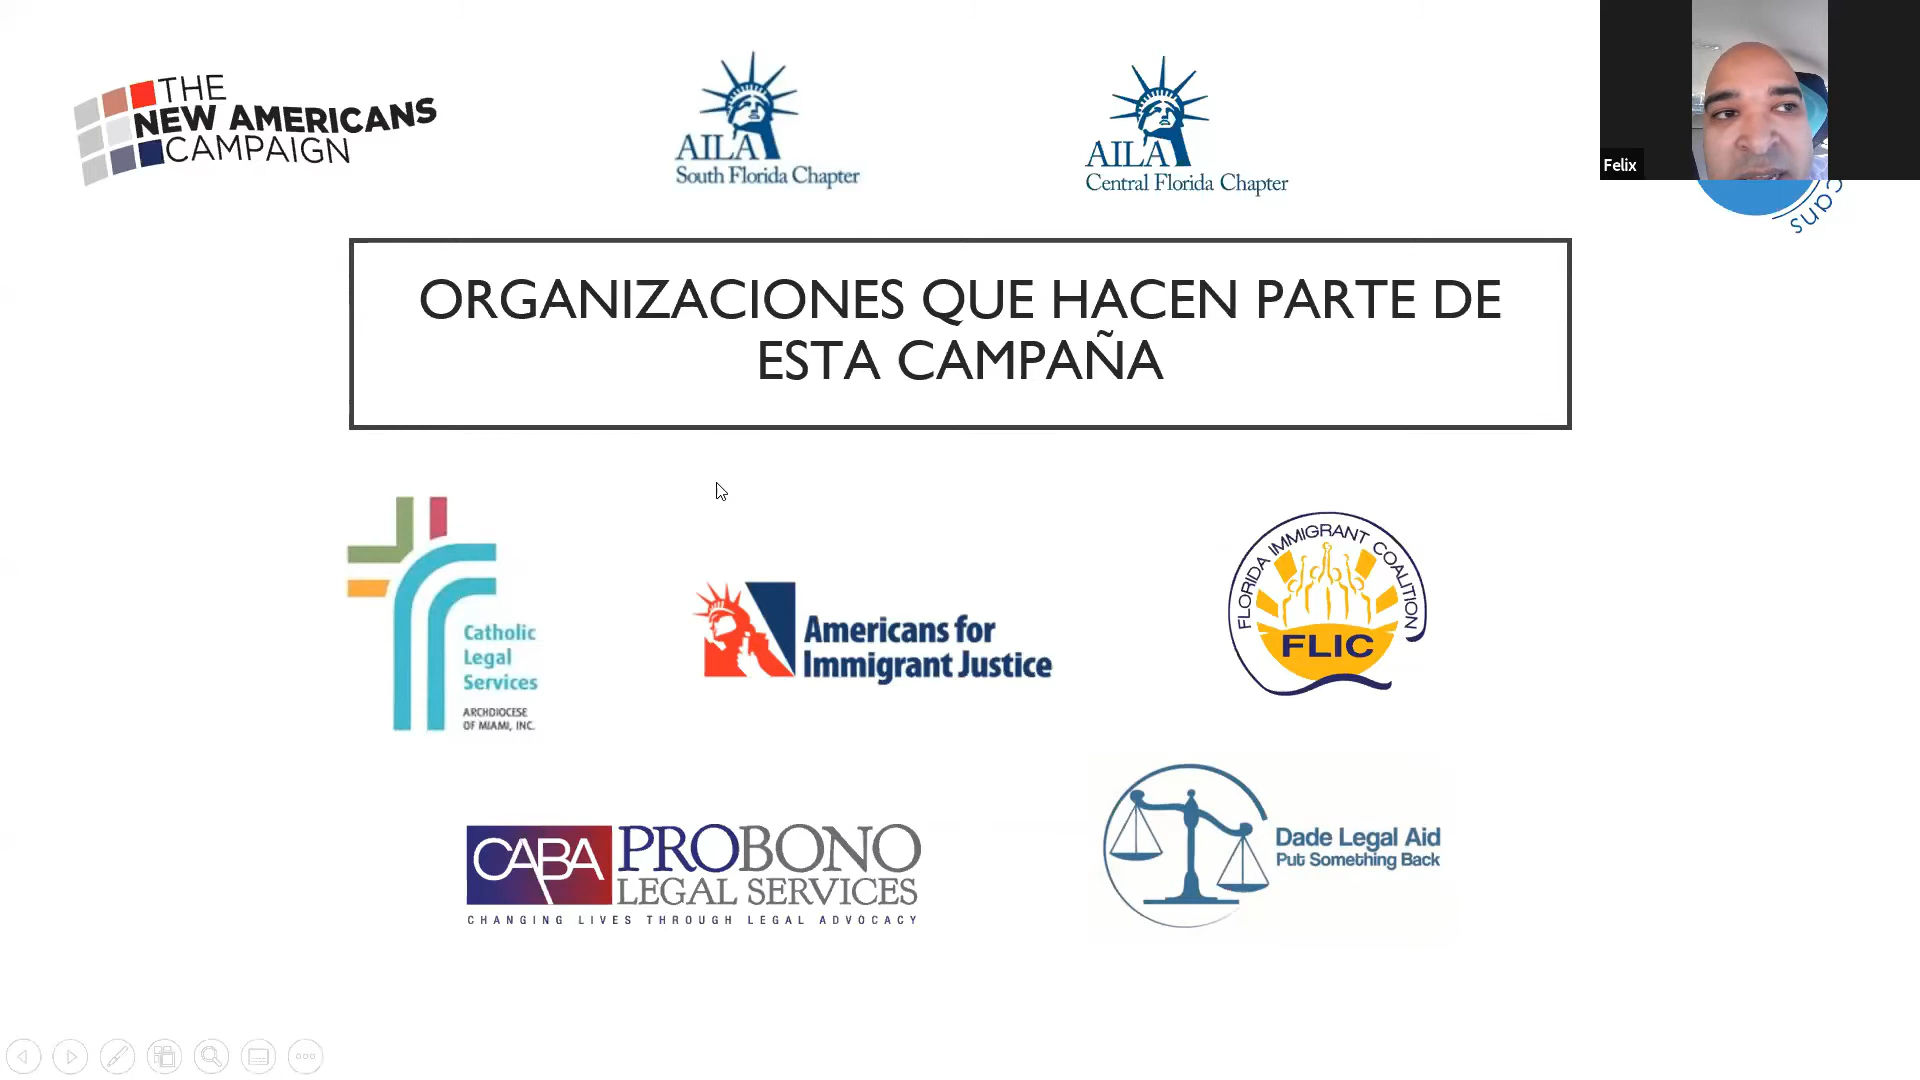 THE
NEW AMERICANS
CAMPAIGN
AILA
South Florida Chapter
AILA
Central Florida Chapter
Felix
cans
ORGANIZACIONES QUE HACEN PARTE DE
ESTA CAMPAÑA
Catholic
Legal
Services
ARCHDIOCESE
OF MIAMI, INC.
Americans for
Immigrant Justice
FLORIDA IMMIGRANT COALITION
FLIC
CABA PROBONO
LEGAL SERVICES
CHANGING LIVES THROUGH LEGAL ADVOCACY
Dade Legal Aid
Put Something Back